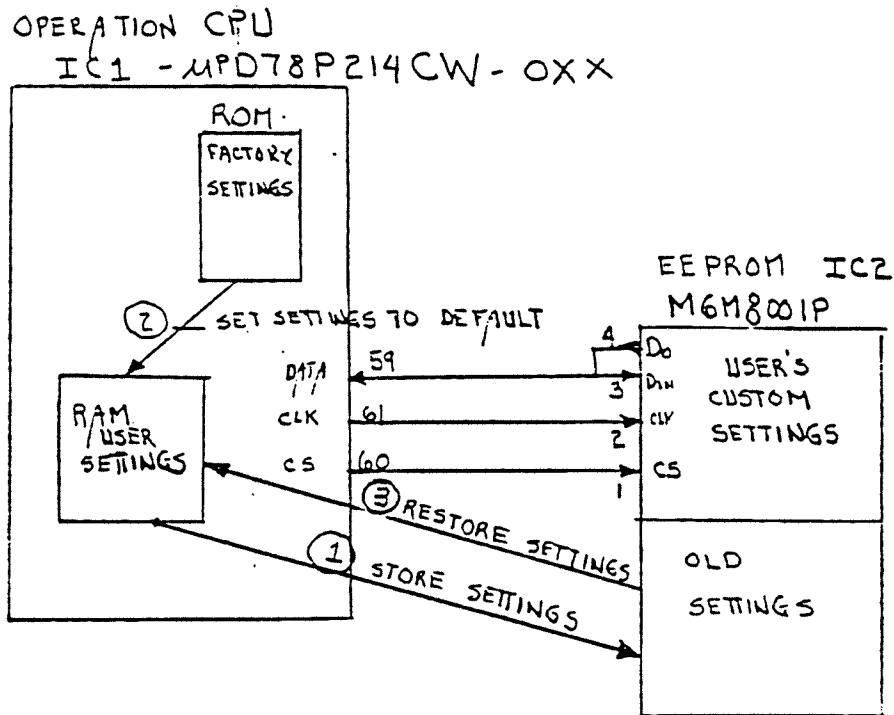 OPERATION CPU
IC1 - μPD78P214CW - 0XX
ROM
FACTORY
SETTINGS
EEPROM IC2
M6M8001P
② SET SETTINGS TO DEFAULT
4 Do
DATA 59
3 DIN
USER'S
CUSTOM
SETTINGS
RAM
USER
SETTINGS
CLK 61
2 CLK
CS 60
1 CS
③ RESTORE SETTINGS
① STORE SETTINGS
OLD
SETTINGS